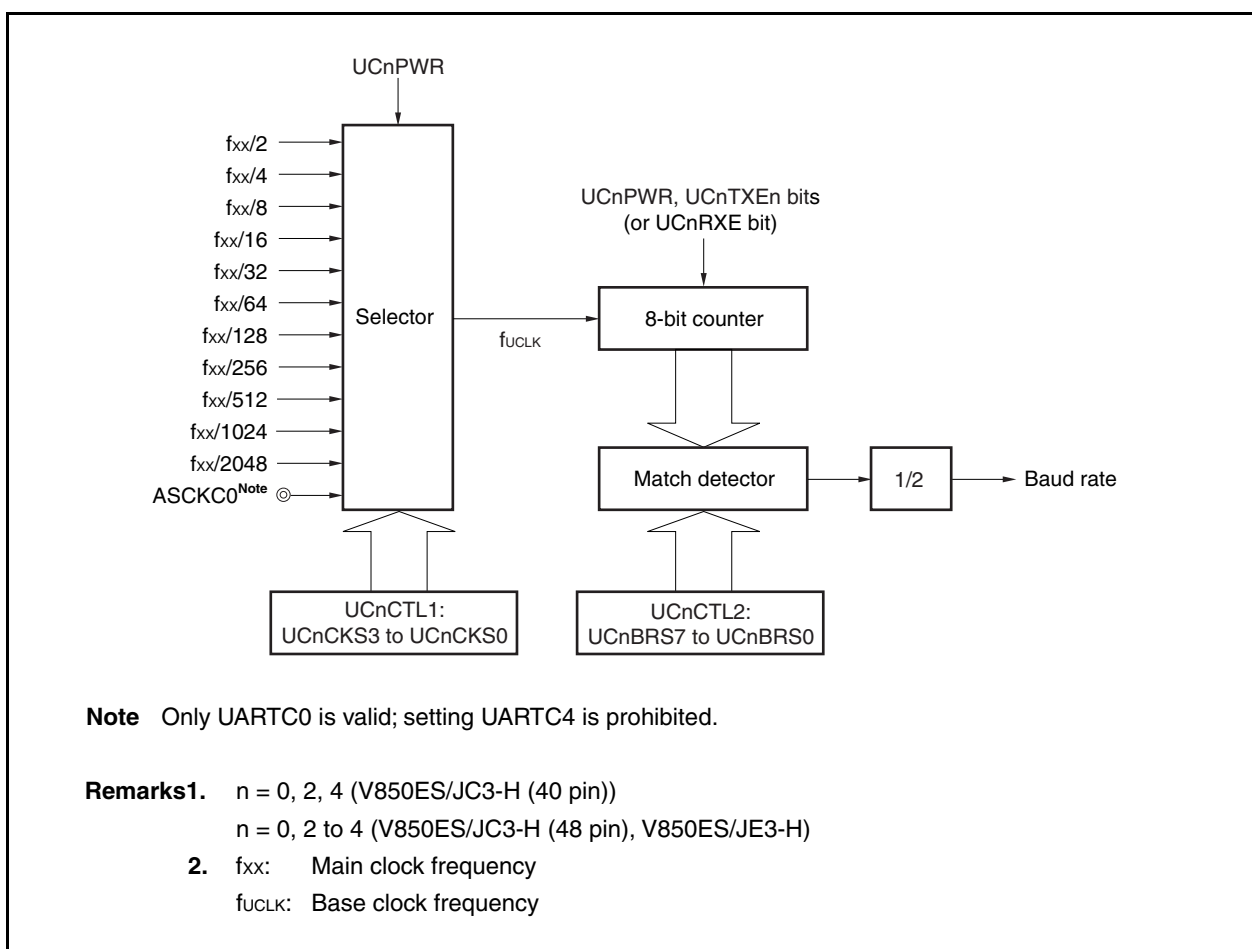 UCnPWR
fxx/2
fxx/4
fxx/8
fxx/16
fxx/32
fxx/64
fxx/128
fxx/256
fxx/512
fxx/1024
fxx/2048
ASCKC0Note
Selector
fUCLK
UCnPWR, UCnTXEn bits
(or UCnRXE bit)
8-bit counter
Match detector
1/2
Baud rate
UCnCTL1:
UCnCKS3 to UCnCKS0
UCnCTL2:
UCnBRS7 to UCnBRS0
Note Only UARTC0 is valid; setting UARTC4 is prohibited.
Remarks1. n = 0, 2, 4 (V850ES/JC3-H (40 pin))
n = 0, 2 to 4 (V850ES/JC3-H (48 pin), V850ES/JE3-H)
2. fxx: Main clock frequency
fUCLK: Base clock frequency